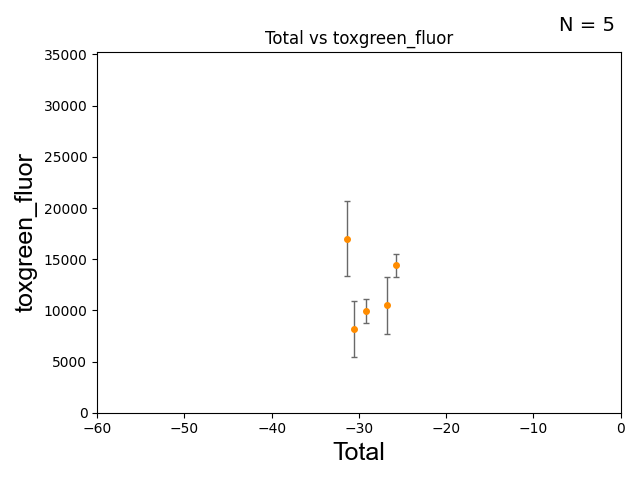 N = 5
Total vs toxgreen_fluor
35000
30000
25000
20000
15000
10000
5000
0
toxgreen_fluor
−60 −50 −40 −30 −20 −10 0
Total